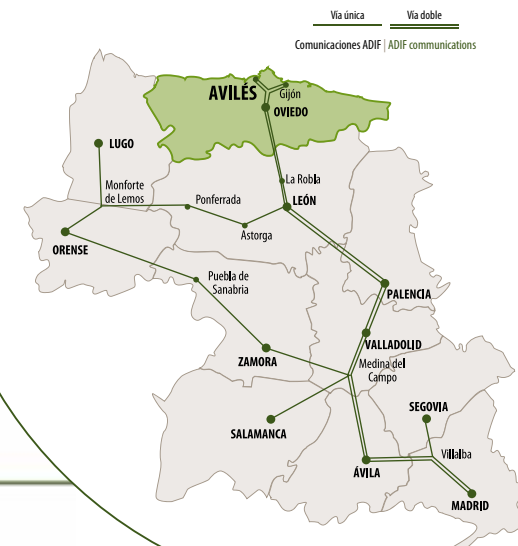 Vía única Vía doble
Comunicaciones ADIF | ADIF communications
AVILÉS
Gijón
OVIEDO
LUGO
La Robla
Monforte
de Lemos
Ponferrada
LEÓN
Astorga
ORENSE
Puebla de
Sanabria
PALENCIA
VALLADOLID
ZAMORA
Medina del
Campo
SEGOVIA
SALAMANCA
Villalba
ÁVILA
MADRID